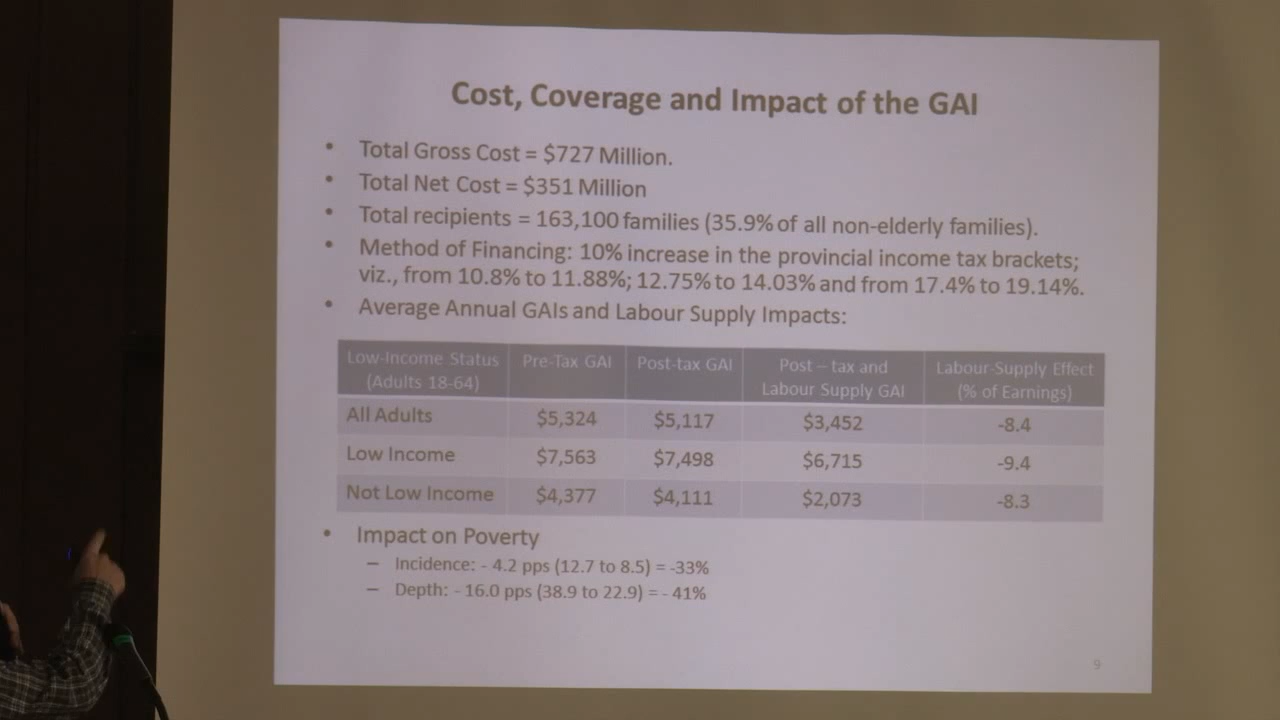 Cost, Coverage and Impact of the GAI
• Total Gross Cost = $727 Million.
• Total Net Cost = $351 Million
• Total recipients = 163,100 families (35.9% of all non-elderly families).
• Method of Financing: 10% increase in the provincial income tax brackets;
viz., from 10.8% to 11.88%; 12.75% to 14.03% and from 17.4% to 19.14%.
• Average Annual GAIs and Labour Supply Impacts:
Low-Income Status (Adults 18-64) Pre-Tax GAI Post-tax GAI Post – tax and Labour Supply GAI Labour-Supply Effect (% of Earnings)
All Adults $5,324 $5,117 $3,452 -8.4
Low Income $7,563 $7,498 $6,715 -9.4
Not Low Income $4,377 $4,111 $2,073 -8.3
• Impact on Poverty
– Incidence: - 4.2 pps (12.7 to 8.5) = -33%
– Depth: - 16.0 pps (38.9 to 22.9) = - 41%
9